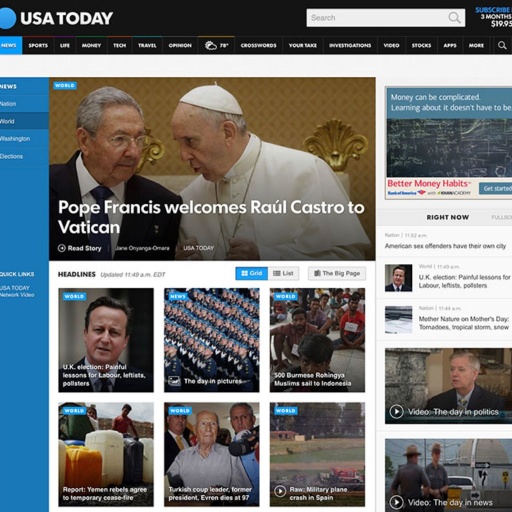 USA TODAY
Search
SUBSCRIBE
3 MONTHS
$19.95
NEWS SPORTS LIFE MONEY TECH TRAVEL OPINION 78° CROSSWORDS YOUR TAKE INVESTIGATIONS VIDEO STOCKS APPS MORE
NEWS
Nation
World
Washington
Elections
QUICK LINKS
USA TODAY
Network Video
WORLD
Pope Francis welcomes Raúl Castro to
Vatican
Read Story
Jane Onyanga-Omara
USA TODAY
HEADLINES Updated 11:49 a.m. EDT
Grid
List
The Big Page
WORLD
U.K. election: Painful
lessons for Labour, leftists,
pollsters
NEWS
The day in pictures
WORLD
500 Burmese Rohingya
Muslims sail to Indonesia
WORLD
Report: Yemen rebels agree
to temporary cease-fire
WORLD
Turkish coup leader, former
president, Evren dies at 97
WORLD
Raw: Military plane
crash in Spain
Money can be complicated.
Learning about it doesn't have to be.
Better Money Habits
Bank of America with KHANACADEMY
Get started
RIGHT NOW
FULLSC
Nation | 11:52 a.m.
American sex offenders have their own city
World | 11:49 a.m.
U.K. election: Painful lessons for
Labour, leftists, pollsters
Nation | 11:44 a.m.
Mother Nature on Mother's Day:
Tornadoes, tropical storm, snow
Video: The day in politics
Video: The day in news